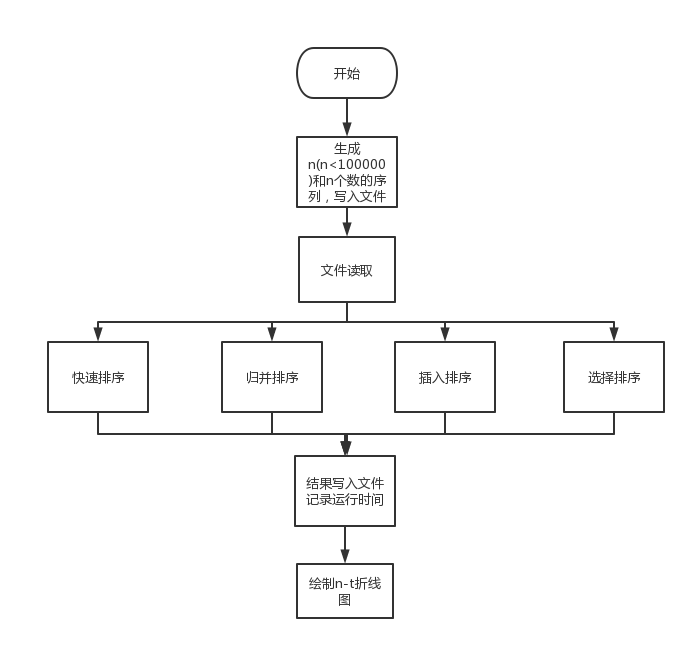 开始
生成
n(n<100000
)和n个数的序
列，写入文件
文件读取
快速排序
归并排序
插入排序
选择排序
结果写入文件
记录运行时间
绘制n-t折线
图